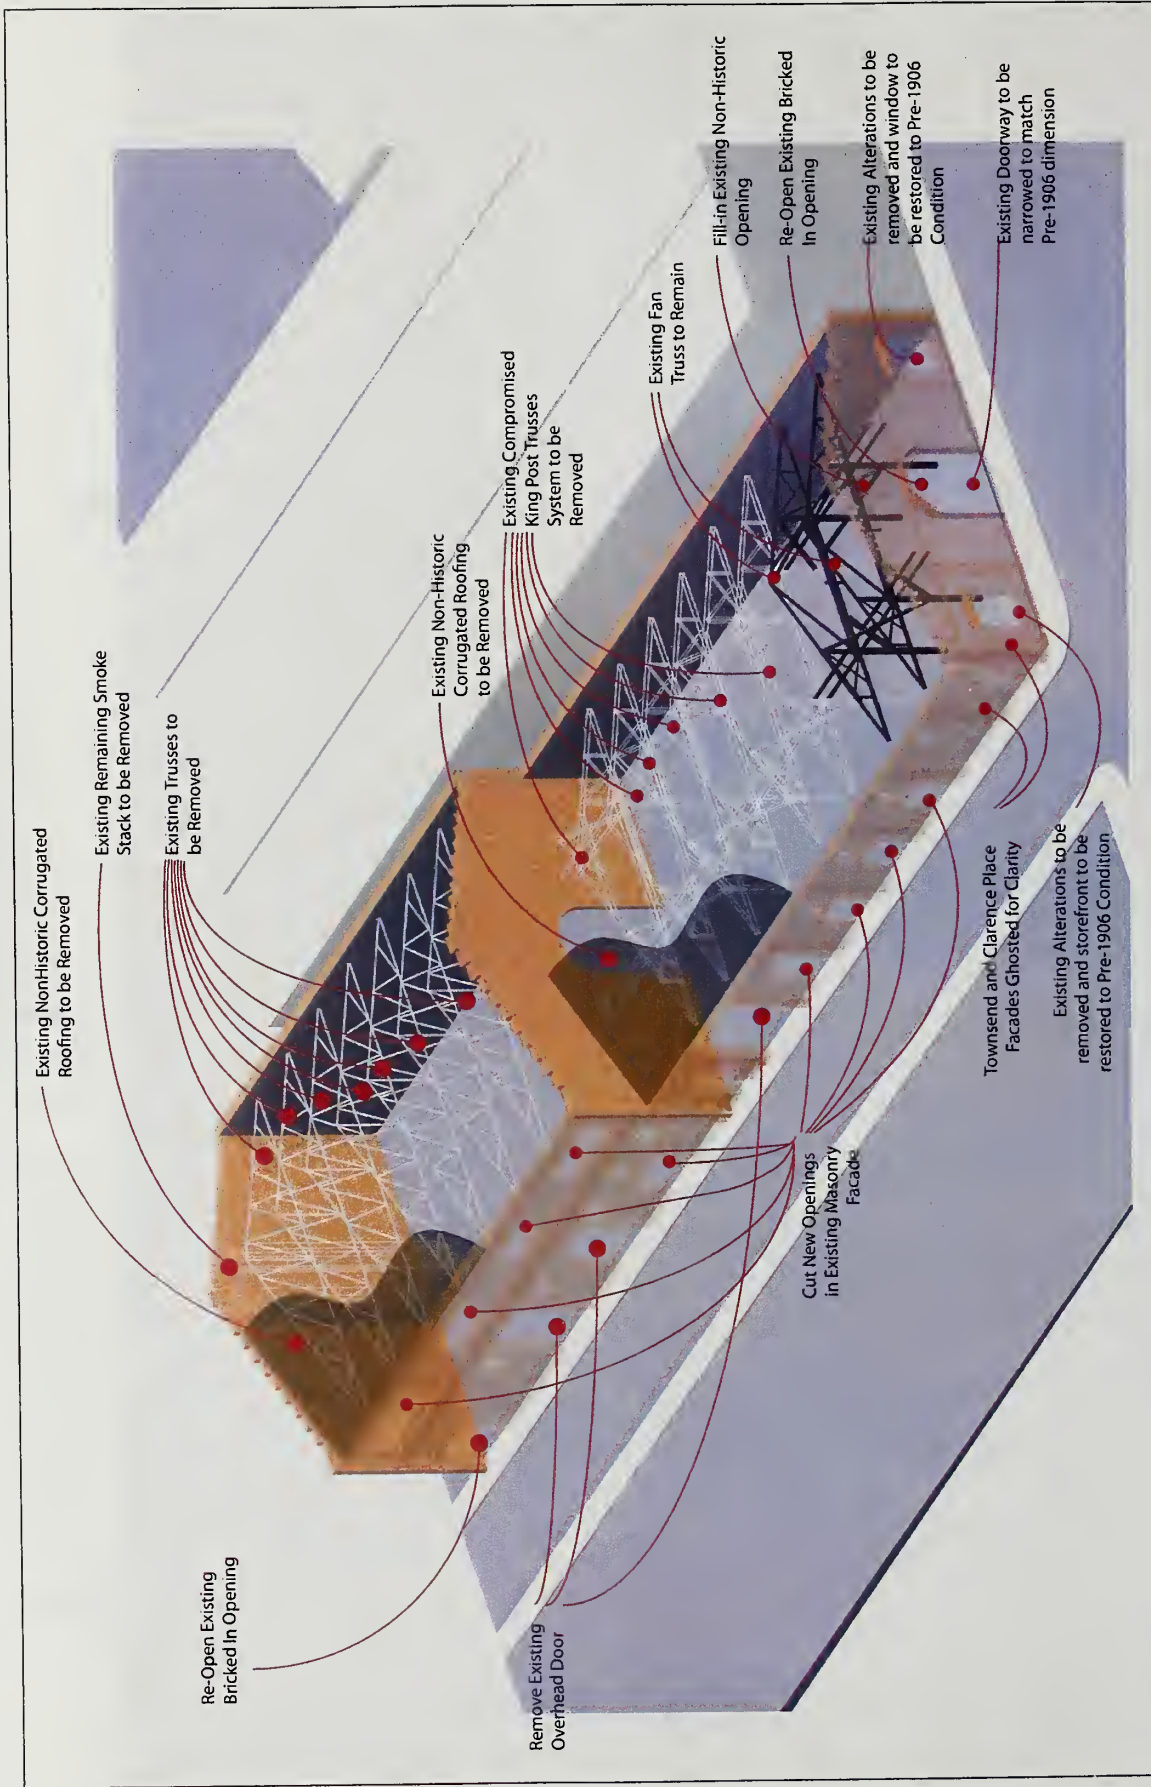 Existing NonHistoric Corrugated
Roofing to be Removed
Existing Remaining Smoke
Stack to be Removed
Existing Trusses to
be Removed
Existing Non-Historic
Corrugated Roofing
to be Removed
Existing Compromised
King Post Trusses
System to be
Removed
Existing Fan
Truss to Remain
Fill-in Existing Non-Historic
Opening
Re-Open Existing Bricked
In Opening
Existing Alterations to be
removed and window to
be restored to Pre-1906
Condition
Existing Doorway to be
narrowed to match
Pre-1906 dimension
Re-Open Existing
Bricked In Opening
Remove Existing
Overhead Door
Cut New Openings
in Existing Masonry
Facade
Townsend and Clarence Place
Facades Ghosted for Clarity
Existing Alterations to be
removed and storefront to be
restored to Pre-1906 Condition